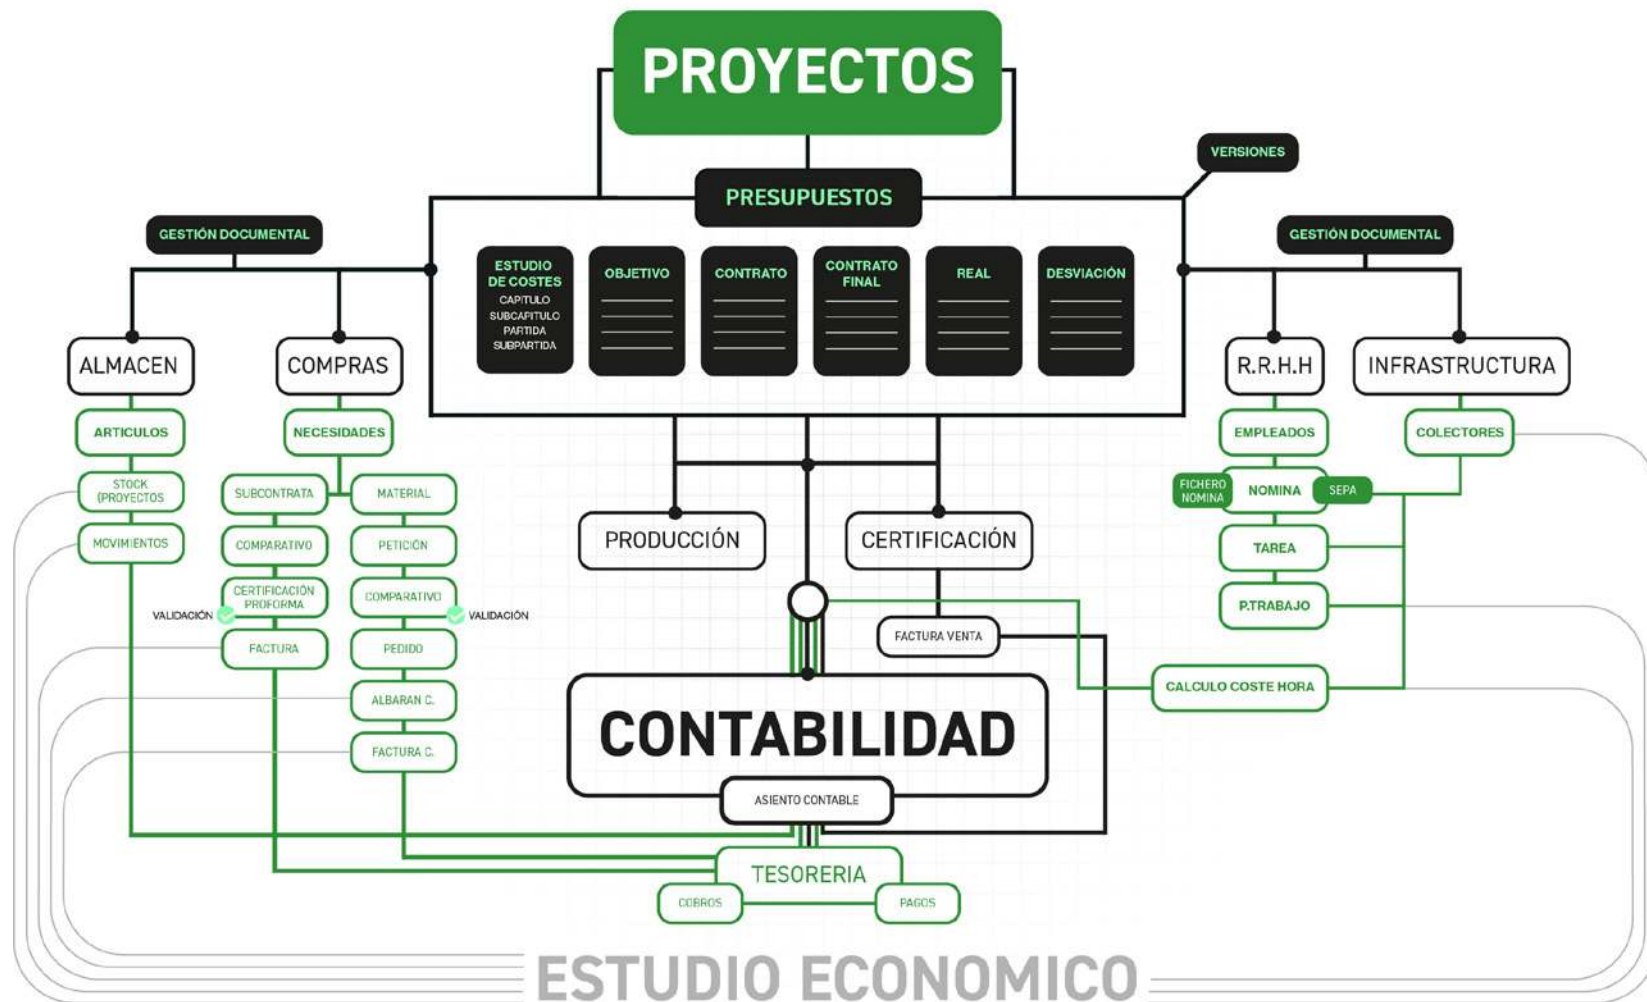 PROYECTOS
VERSIONES
PRESUPUESTOS
GESTIÓN DOCUMENTAL
GESTIÓN DOCUMENTAL
ESTUDIO
DE COSTES
CAPITULO
SUBCAPITULO
PARTIDA
SUBPARTIDA
OBJETIVO
CONTRATO
CONTRATO
FINAL
REAL
DESVIACIÓN
ALMACEN
COMPRAS
R.R.H.H
INFRASTRUCTURA
ARTICULOS
NECESIDADES
EMPLEADOS
COLECTORES
STOCK
(PROYECTOS
SUBCONTRATA
MATERIAL
FICHERO
NOMINA
NOMINA
SEPA
MOVIMIENTOS
COMPARATIVO
PETICIÓN
PRODUCCIÓN
CERTIFICACIÓN
TAREA
CERTIFICACIÓN
PROFORMA
COMPARATIVO
P.TRABAJO
VALIDACIÓN
VALIDACIÓN
FACTURA
PEDIDO
FACTURA VENTA
ALBARAN C.
CALCULO COSTE HORA
FACTURA C.
CONTABILIDAD
ASIENTO CONTABLE
TESORERIA
COBROS
PAGOS
ESTUDIO ECONOMICO